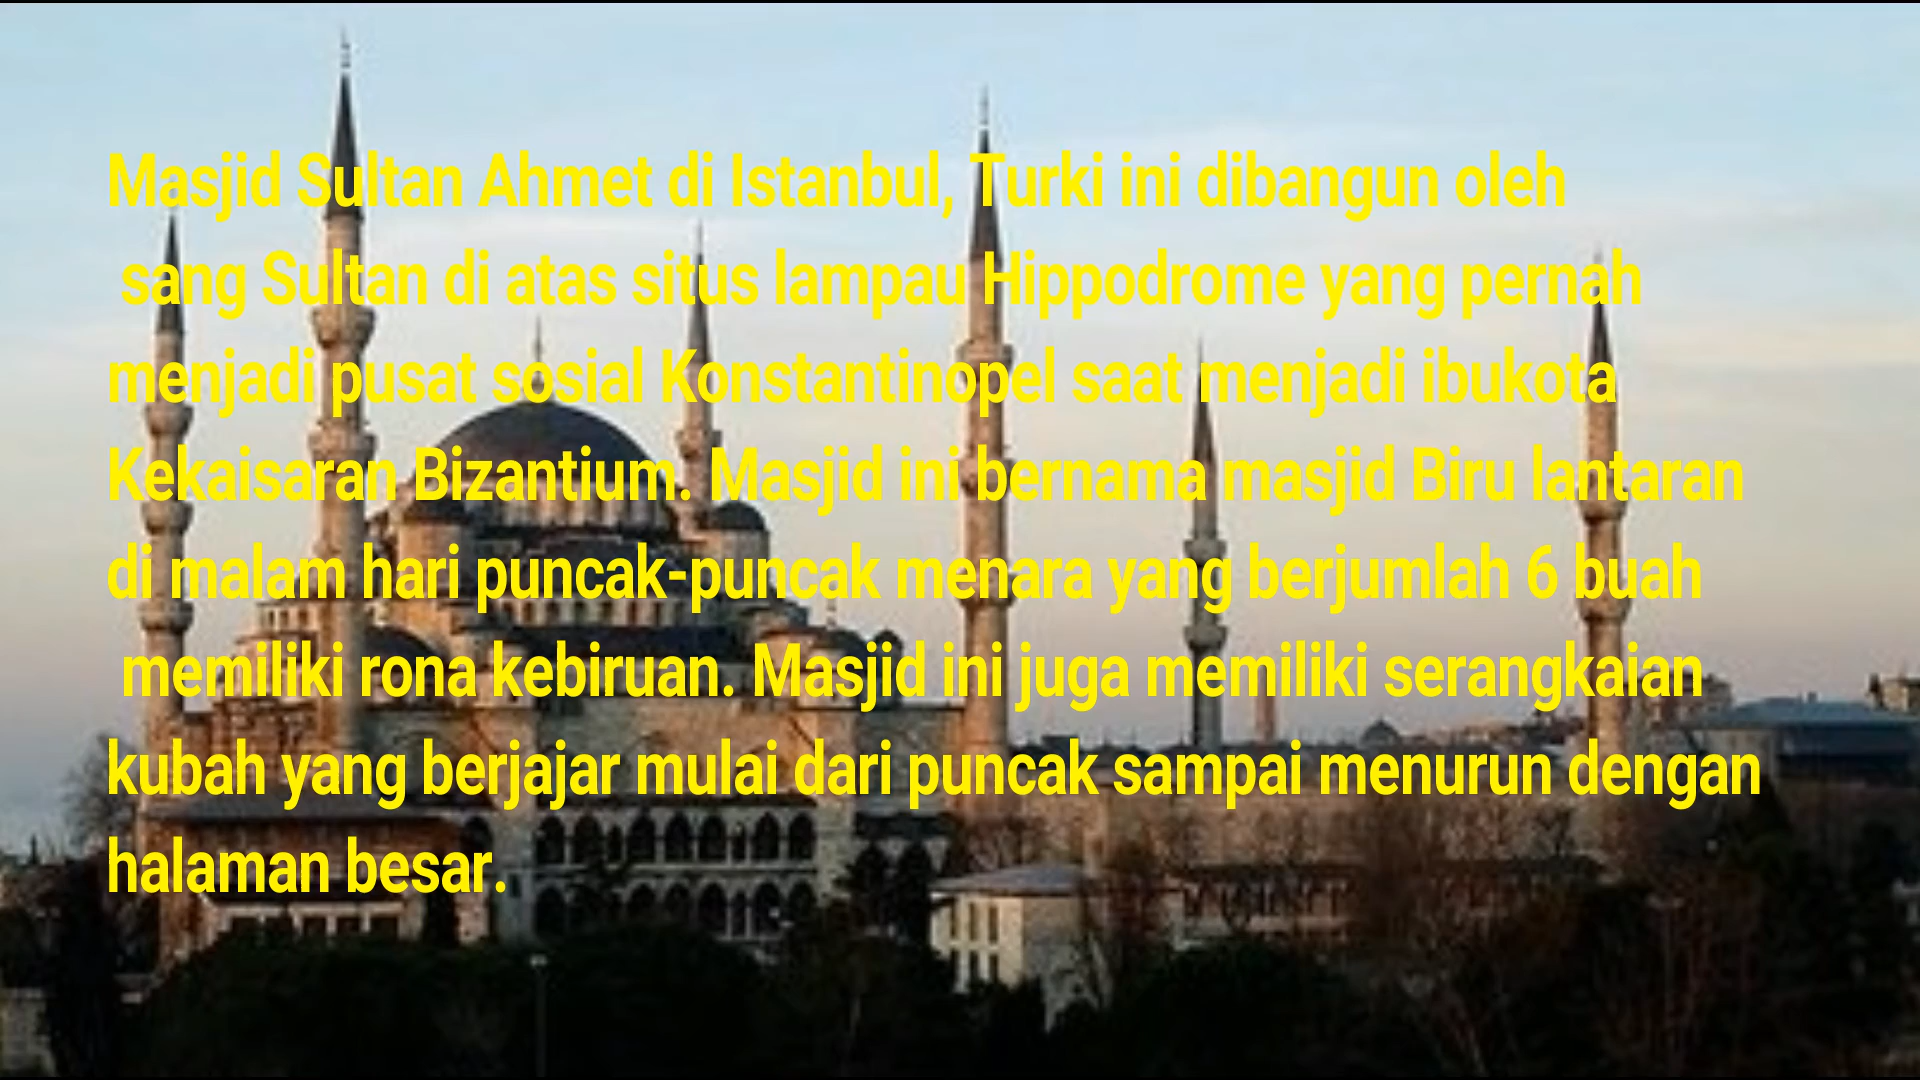 Masjid Sultan Ahmet di Istanbul, Turki ini dibangun oleh
sang Sultan di atas situs lampau Hippodrome yang pernah
menjadi pusat sosial Konstantinopel saat menjadi ibukota
Kekaisaran Bizantium. Masjid ini bernama masjid Biru lantaran
di malam hari puncak-puncak menara yang berjumlah 6 buah
memiliki rona kebiruan. Masjid ini juga memiliki serangkaian
kubah yang berjajar mulai dari puncak sampai menurun dengan
halaman besar.